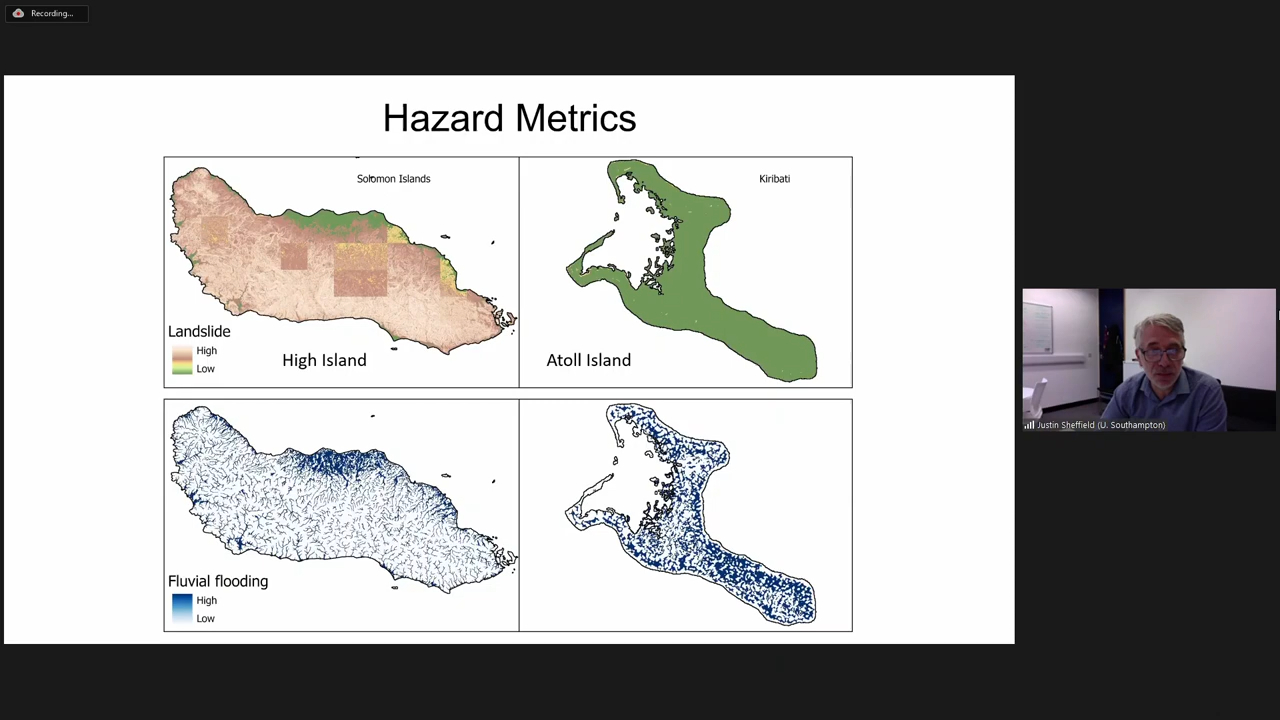 Recording...
Hazard Metrics
Solomon Islands
Kiribati
Landslide
High
Low
High Island
Atoll Island
Fluvial flooding
High
Low
Justin Sheffield (U. Southampton)